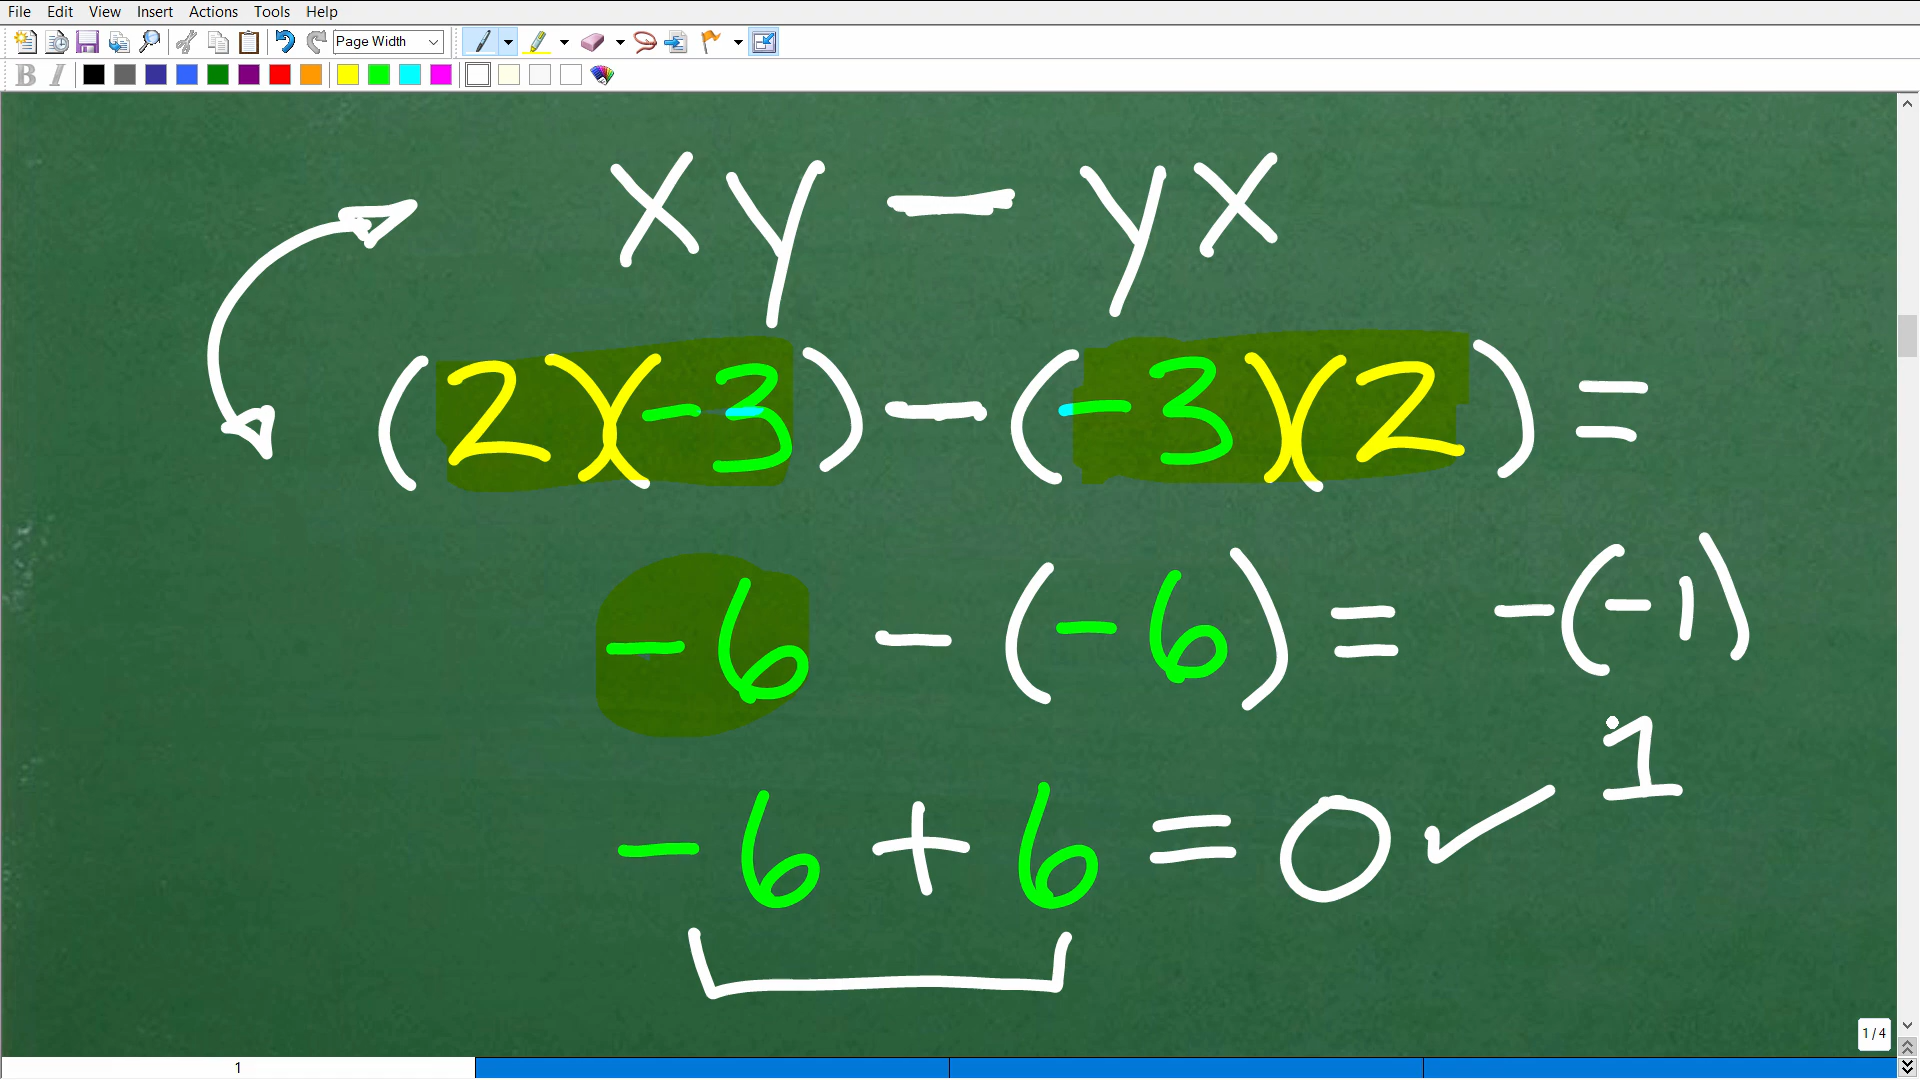 File Edit View Insert Actions Tools Help
Page Width
B I
xy - yx
(2)(-3) - (-3)(2) =
-6 - (-6) = -(-1)
1
-6 + 6 = 0 ✓
1 / 4
1